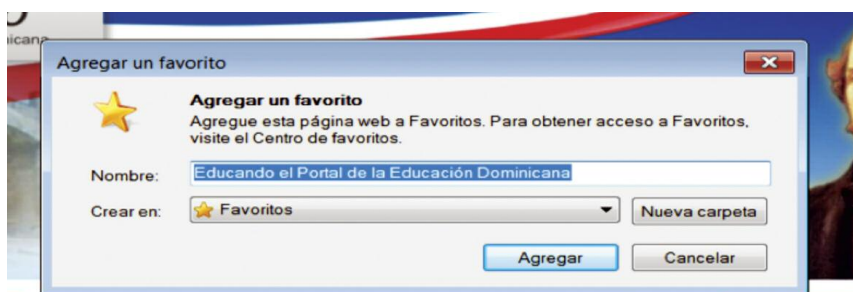 Agregar un favorito
Agregar un favorito
Agregue esta página web a Favoritos. Para obtener acceso a Favoritos,
visite el Centro de favoritos.
Nombre: Educando el Portal de la Educación Dominicana
Crear en: Favoritos Nueva carpeta
Agregar Cancelar